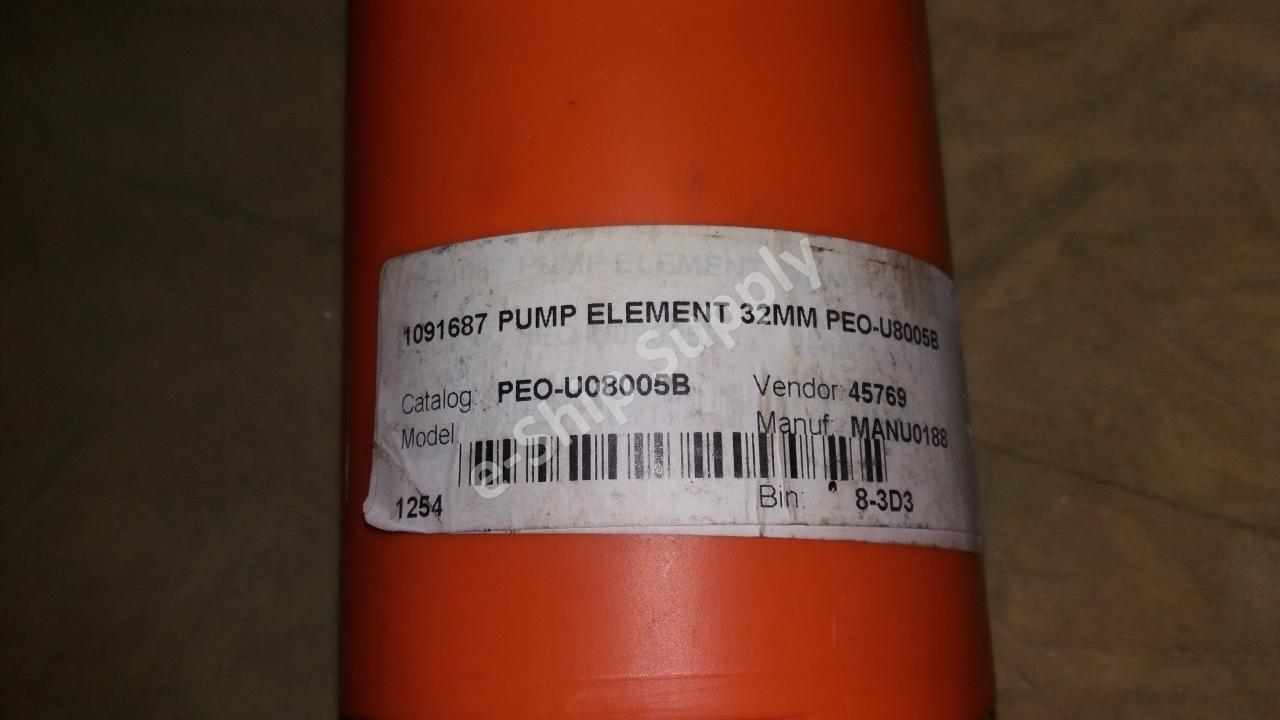 1091687 PUMP ELEMENT 32MM PEO-U8005B
Catalog: PEO-U08005B Vendor: 45769
Model Manuf: MANU0188
1254 Bin: 8-3D3
e-Ship Supply